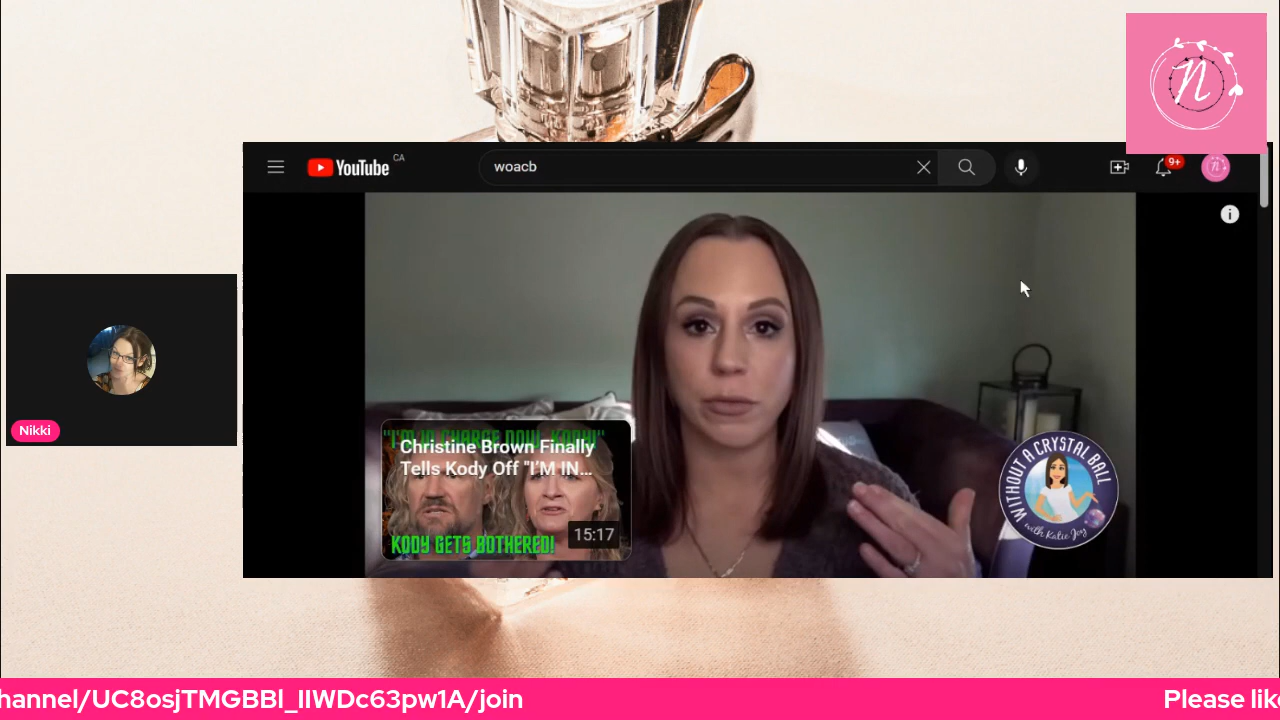 N
YouTube CA
woacb
9+
n
i
"I'M IN CHARGE NOW, KODY!"
Christine Brown Finally
Tells Kody Off "I'M IN...
15:17
KODY GETS BOTHERED!
WITHOUT A CRYSTAL BALL
with Katie Joy
Nikki
hannel/UC8osjTMGBBl_lIWDc63pw1A/join
Please lik